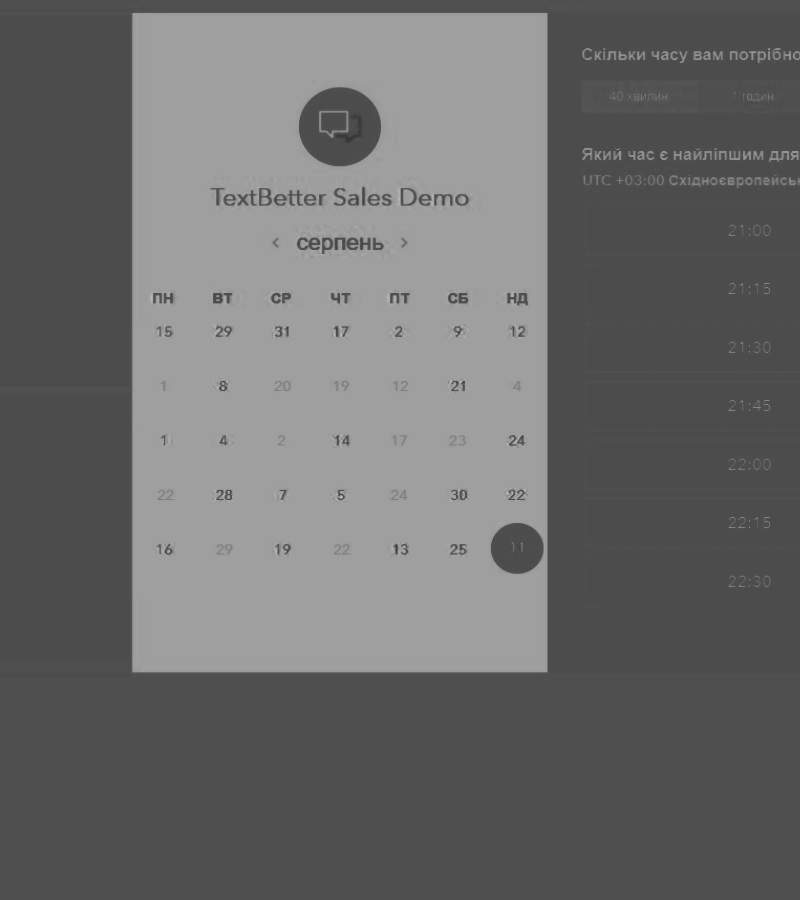 TextBetter Sales Demo
‹ серпень ›
ПН ВТ СР ЧТ ПТ СБ НД
15 29 31 17 2 9 12
1 8 20 19 12 21 4
1 4 2 14 17 23 24
22 28 7 5 24 30 22
16 29 19 22 13 25 11
Скільки часу вам потрібно
40 хвилин 1 годин
Який час є найліпшим для
UTC +03:00 Східноєвропейськ
21:00
21:15
21:30
21:45
22:00
22:15
22:30